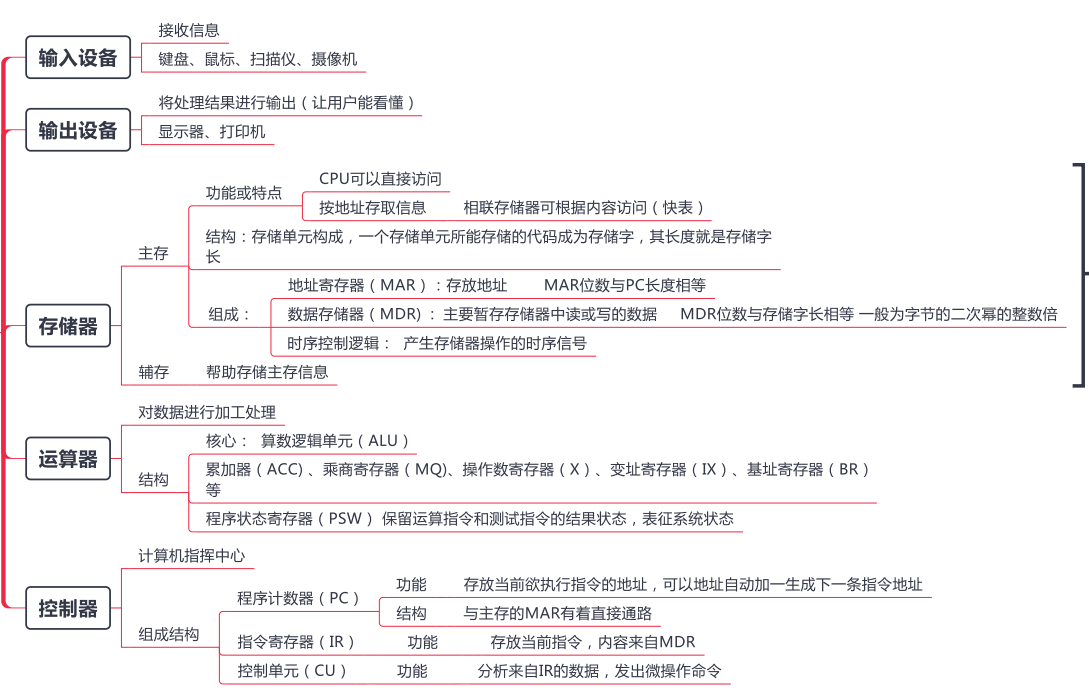 输入设备
接收信息
键盘、鼠标、扫描仪、摄像机
输出设备
将处理结果进行输出（让用户能看懂）
显示器、打印机
存储器
主存
功能或特点
CPU可以直接访问
按地址存取信息
相联存储器可根据内容访问（快表）
结构：存储单元构成，一个存储单元所能存储的代码成为存储字，其长度就是存储字
长
组成：
地址寄存器（MAR）：存放地址
MAR位数与PC长度相等
数据存储器（MDR）：主要暂存存储器中读或写的数据
MDR位数与存储字长相等 一般为字节的二次幂的整数倍
时序控制逻辑： 产生存储器操作的时序信号
辅存
帮助存储主存信息
运算器
对数据进行加工处理
结构
核心： 算数逻辑单元（ALU）
累加器（ACC）、乘商寄存器（MQ)、操作数寄存器（X）、变址寄存器（IX）、基址寄存器（BR）
等
程序状态寄存器（PSW） 保留运算指令和测试指令的结果状态，表征系统状态
控制器
计算机指挥中心
组成结构
程序计数器（PC）
功能
存放当前欲执行指令的地址，可以地址自动加一生成下一条指令地址
结构
与主存的MAR有着直接通路
指令寄存器（IR）
功能
存放当前指令，内容来自MDR
控制单元（CU）
功能
分析来自IR的数据，发出微操作命令